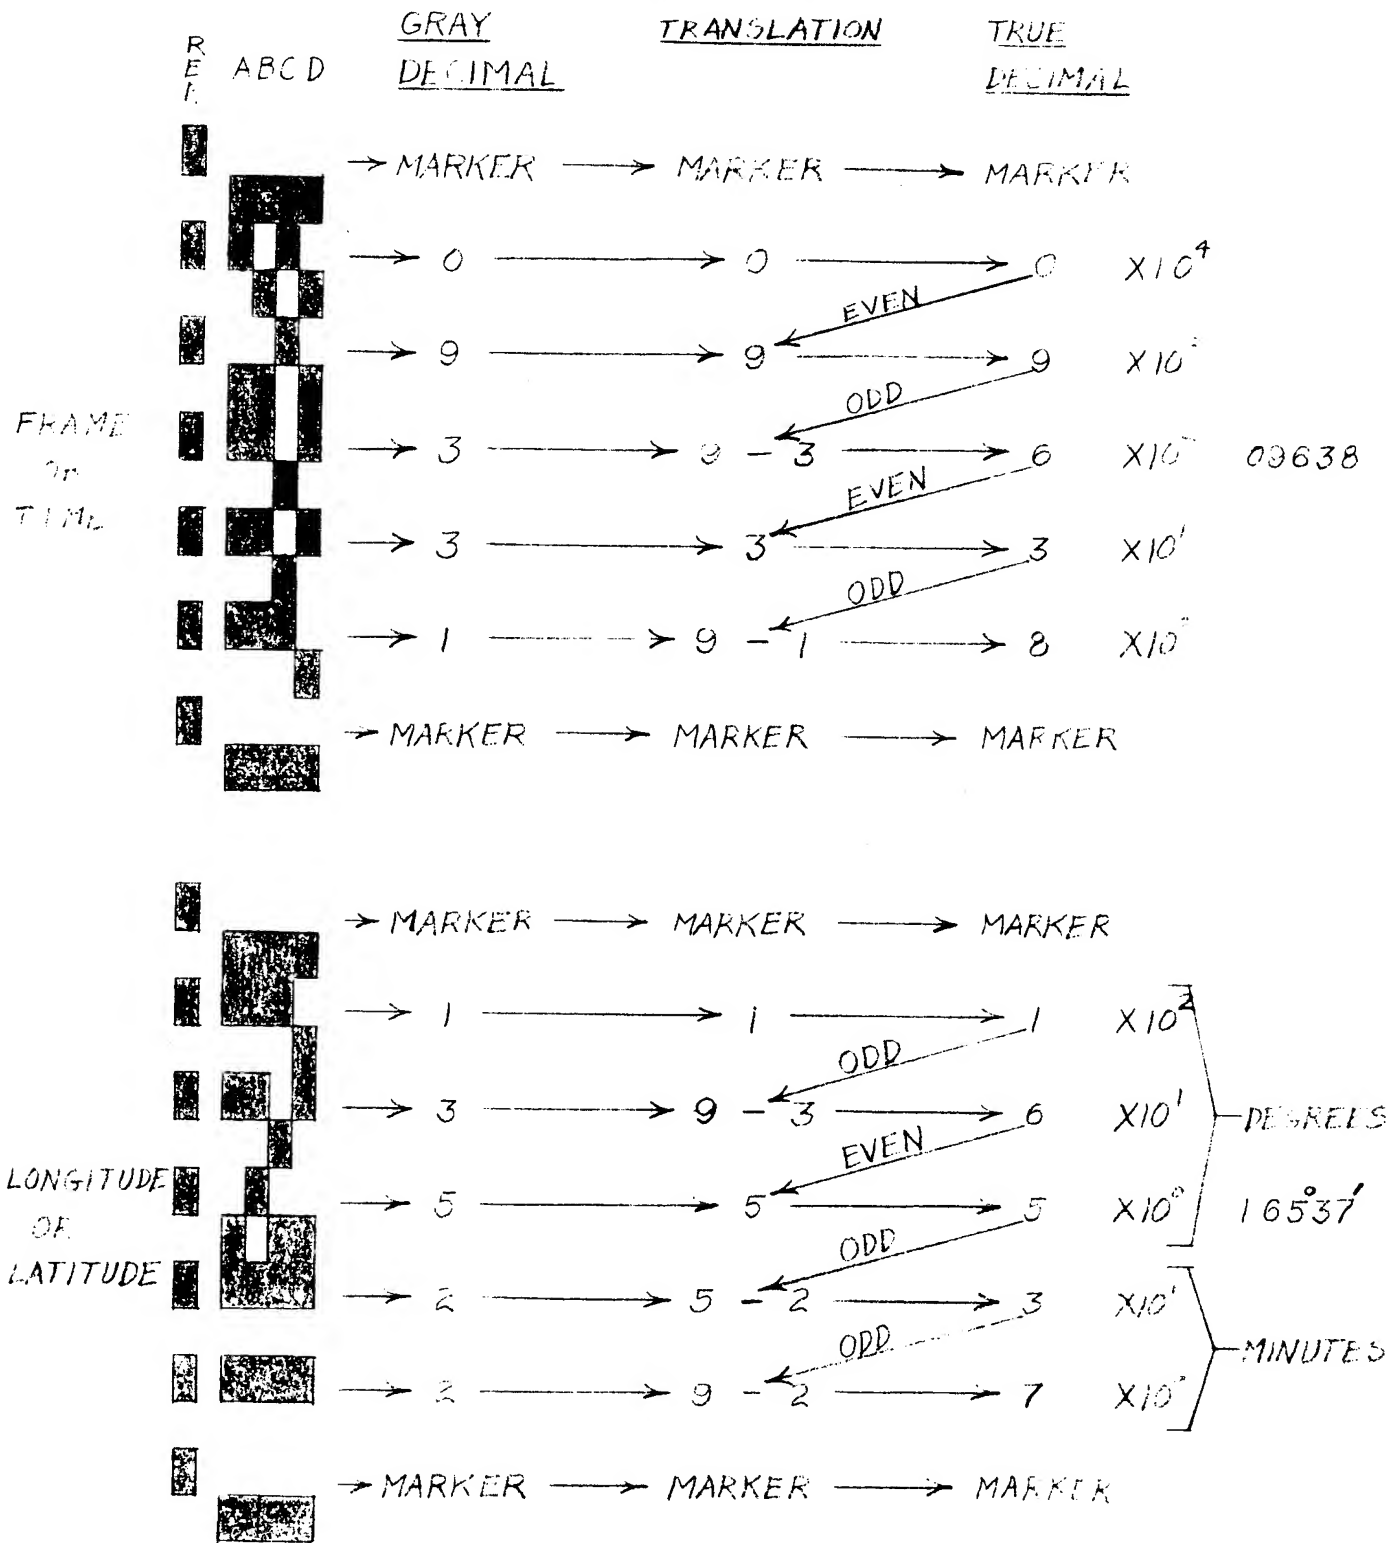 GRAY TRANSLATION TRUE
REF. ABCD DECIMAL DECIMAL
→ MARKER → MARKER → MARKER
→ 0 → 0 → 0 X10⁴
EVEN
→ 9 → 9 → 9
ODD
FRAME → 3 → 9 - 3 → 6 09638
or EVEN
TIME → 3 → 3 → 3 X10¹
ODD
→ 1 → 9 - 1 → 8 X10⁰
→ MARKER → MARKER → MARKER
→ MARKER → MARKER → MARKER
→ 1 → 1 → 1 X10²
ODD
→ 3 → 9 - 3 → 6 X10¹ DEGREES
EVEN
LONGITUDE → 5 → 5 → 5 X10⁰ 165°37'
OR ODD
LATITUDE → 2 → 5 - 2 → 3 X10¹
ODD MINUTES
→ 2 → 9 - 2 → 7 X10⁰
→ MARKER → MARKER → MARKER